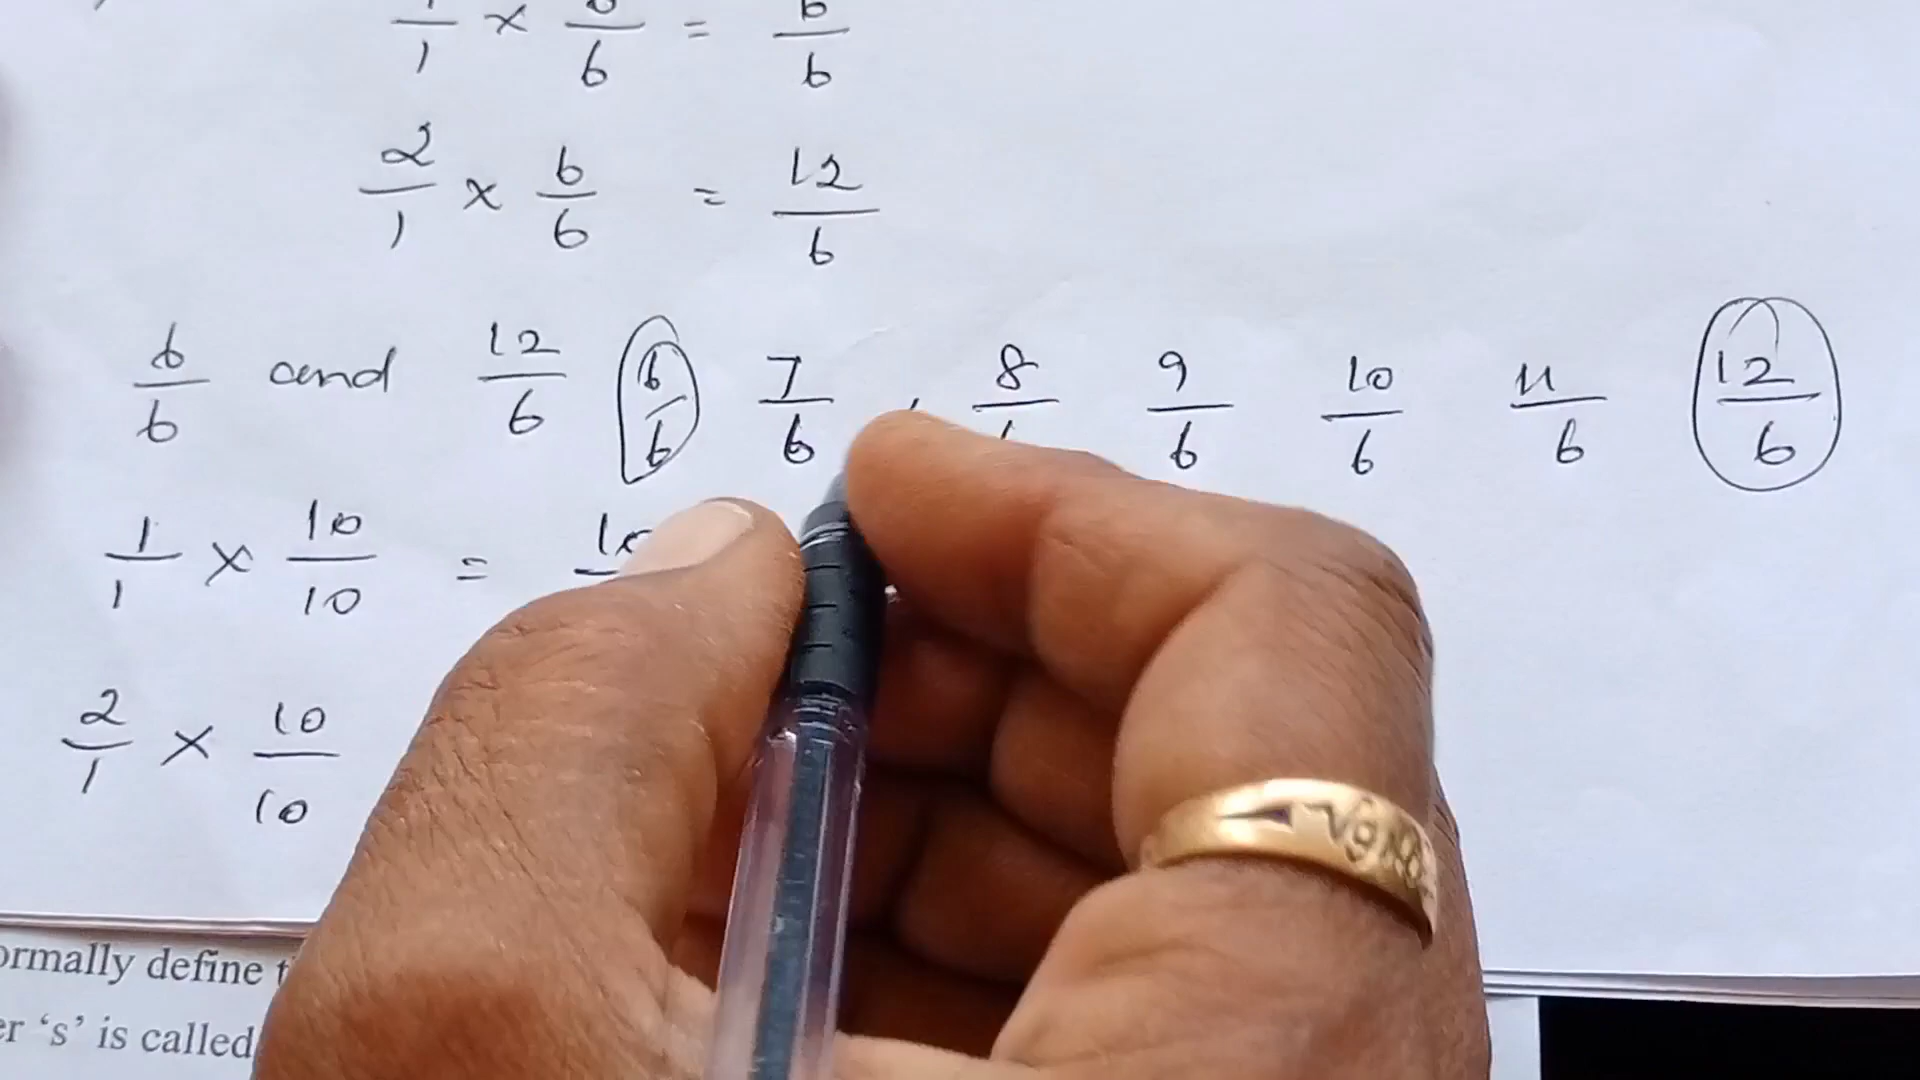 1/1 × 6/6 = 6/6
2/1 × 6/6 = 12/6
6/6 and 12/6 6/6 7/6 , 8/6 9/6 10/6 11/6 12/6
1/1 × 10/10 = 10
2/1 × 10/10
ormally define
er ‘s’ is called